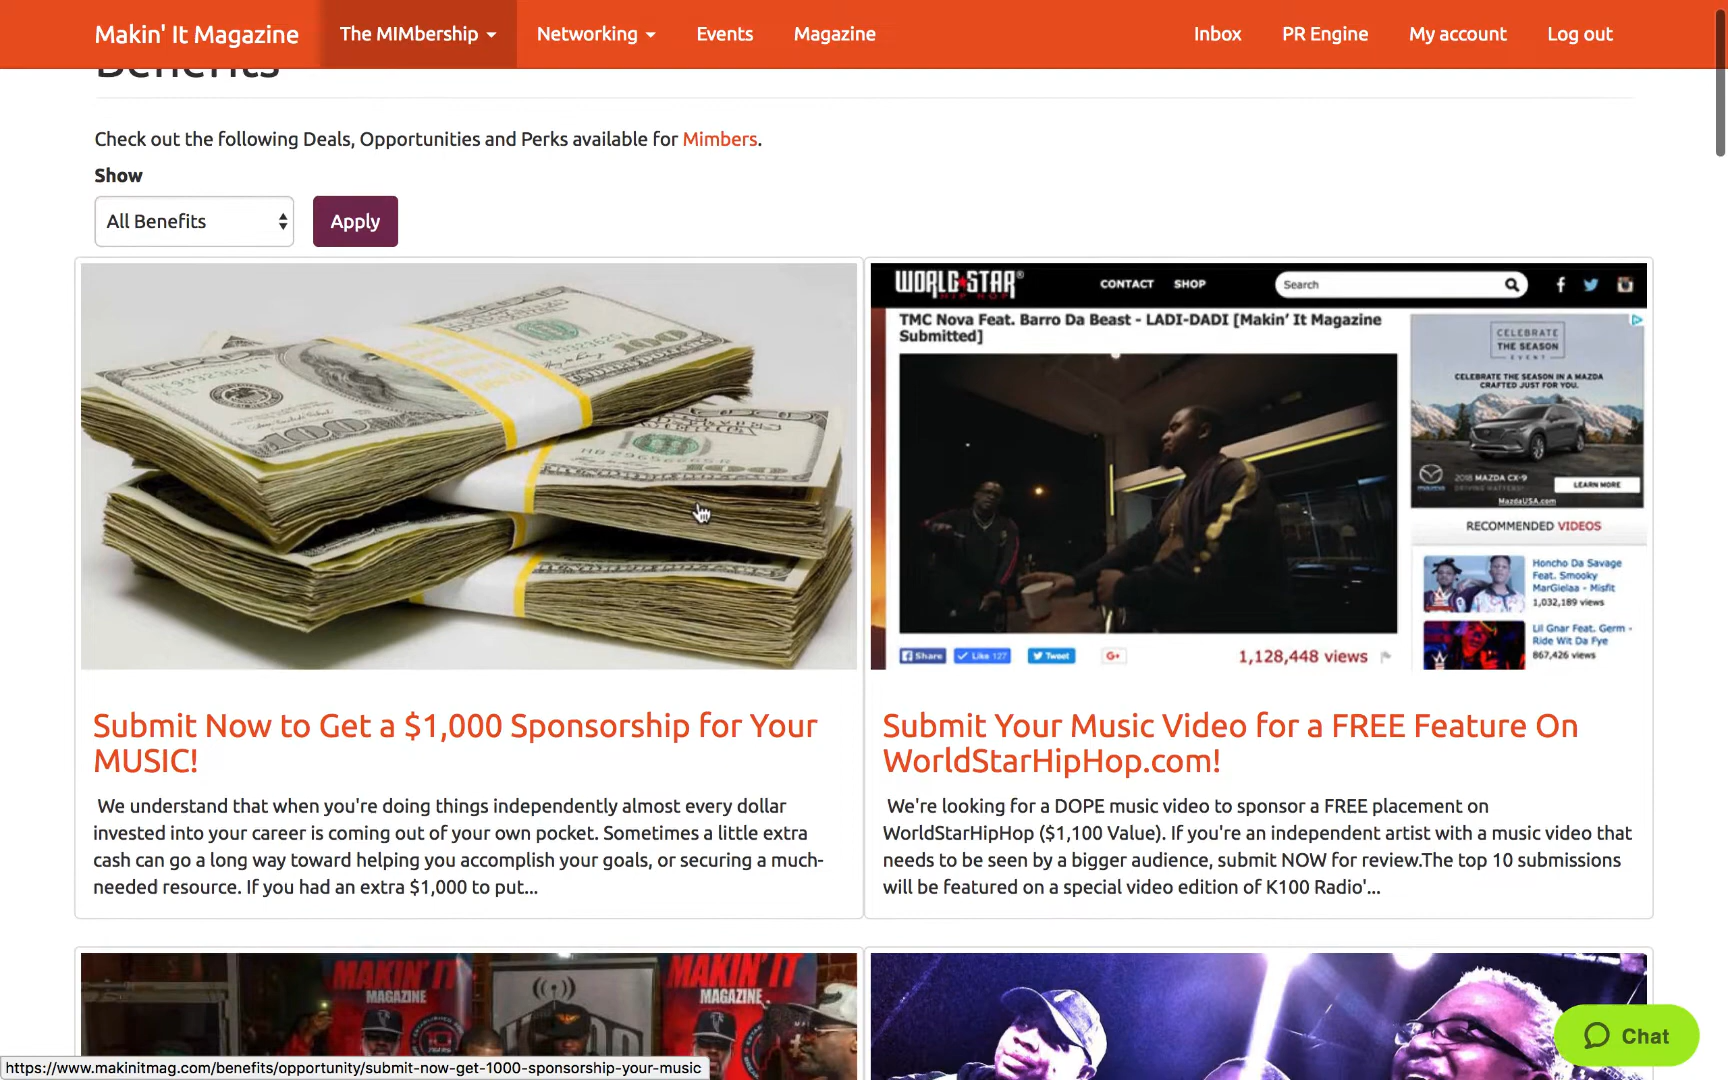 Makin' It Magazine
The MIMbership
Networking
Events
Magazine
Inbox
PR Engine
My account
Log out
Benefits
Check out the following Deals, Opportunities and Perks available for Mimbers.
Show
All Benefits
Apply
100
100
WORLD STAR
HIP HOP
CONTACT
SHOP
Search
TMC Nova Feat. Barro Da Beast - LADI-DADI [Makin' It Magazine
Submitted]
CELEBRATE
THE SEASON
EVENT
CELEBRATE THE SEASON IN A MAZDA
CRAFTED JUST FOR YOU.
2018 MAZDA CX-9
DRIVING MATTERS
LEARN MORE
MazdaUSA.com
RECOMMENDED VIDEOS
Honcho Da Savage
Feat. Smooky
MarGielaa - Misfit
1,032,189 views
Lil Gnar Feat. Germ -
Ride Wit Da Fye
867,426 views
Share
Like 127
Tweet
G+
1,128,448 views
Submit Now to Get a $1,000 Sponsorship for Your
MUSIC!
We understand that when you're doing things independently almost every dollar
invested into your career is coming out of your own pocket. Sometimes a little extra
cash can go a long way toward helping you accomplish your goals, or securing a much-
needed resource. If you had an extra $1,000 to put...
Submit Your Music Video for a FREE Feature On
WorldStarHipHop.com!
We're looking for a DOPE music video to sponsor a FREE placement on
WorldStarHipHop ($1,100 Value). If you're an independent artist with a music video that
needs to be seen by a bigger audience, submit NOW for review.The top 10 submissions
will be featured on a special video edition of K100 Radio'...
MAKIN' IT
MAGAZINE
MAKIN' IT
MAGAZINE
Chat
https://www.makinitmag.com/benefits/opportunity/submit-now-get-1000-sponsorship-your-music